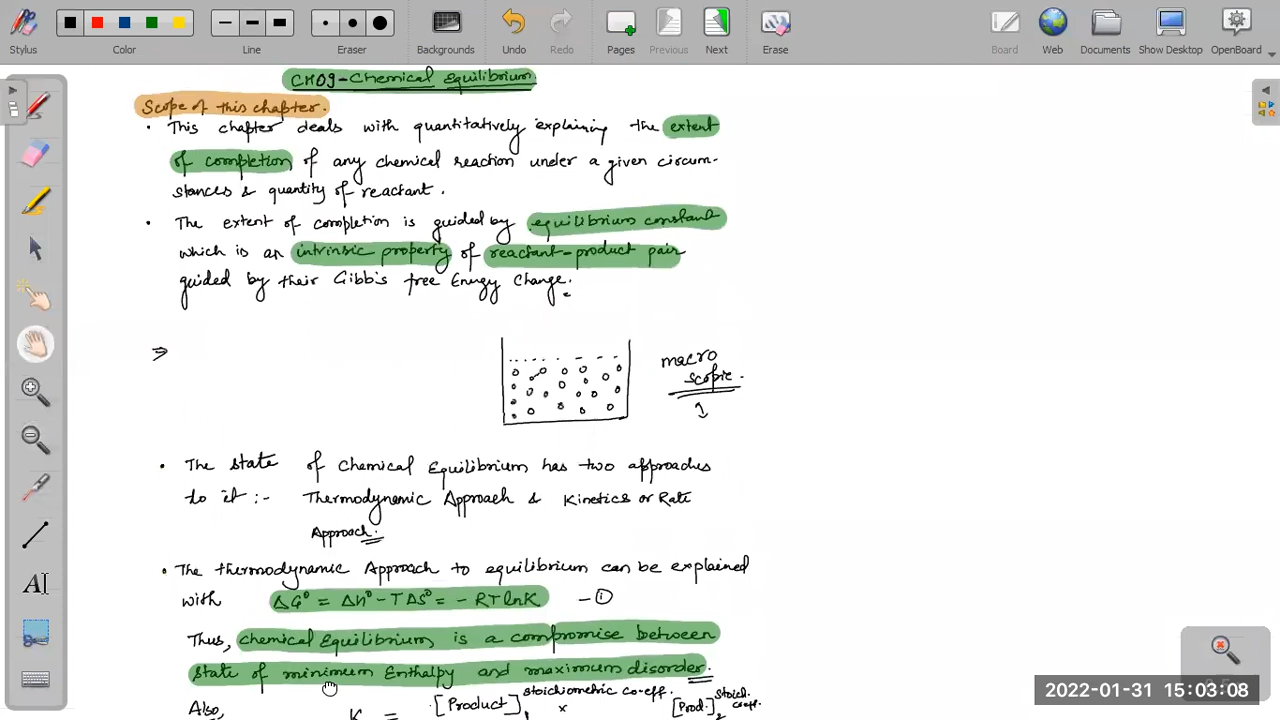 Stylus
Color
Line
Eraser
Backgrounds
Undo
Redo
Pages
Previous
Next
Erase
Board
Web
Documents
Show Desktop
OpenBoard
CH09-Chemical Equilibrium
Scope of this chapter.
• This chapter deals with quantitatively explaining the extent
of completion of any chemical reaction under a given circum-
stances & quantity of reactant.
• The extent of completion is guided by equilibrium constant
which is an intrinsic property of reactant-product pair
guided by their Gibb's free Energy Change.
⇒
macro
scopic.
• The state of Chemical Equilibrium has two approaches
to it :- Thermodynamic Approach & Kinetics or Rate
Approach.
• The thermodynamic Approach to equilibrium can be explained
with ΔG° = ΔH° - TΔS° = - RTlnK - ①
Thus, chemical Equilibrium is a compromise between
state of minimum Enthalpy and maximum disorder.
Also,
K = [Product]₁ stoichiometric co-eff. x [Prod.]₂ stoich. coeff.
2022-01-31 15:03:08